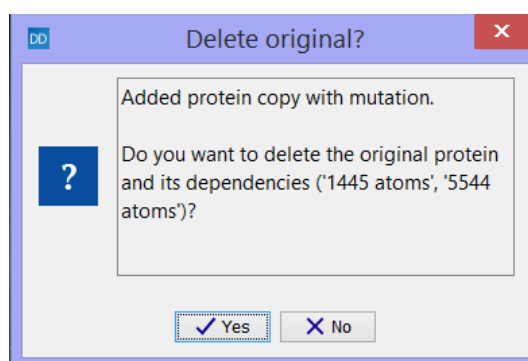 DD
Delete original?
x
Added protein copy with mutation.
Do you want to delete the original protein
and its dependencies ('1445 atoms', '5544
atoms')?
?
Yes
No